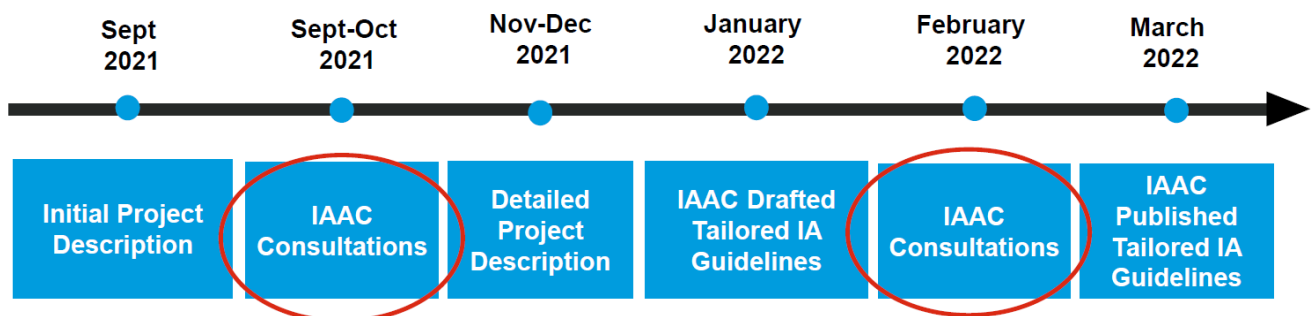 Sept
2021
Sept-Oct
2021
Nov-Dec
2021
January
2022
February
2022
March
2022
Initial Project
Description
IAAC
Consultations
Detailed
Project
Description
IAAC Drafted
Tailored IA
Guidelines
IAAC
Consultations
IAAC
Published
Tailored IA
Guidelines